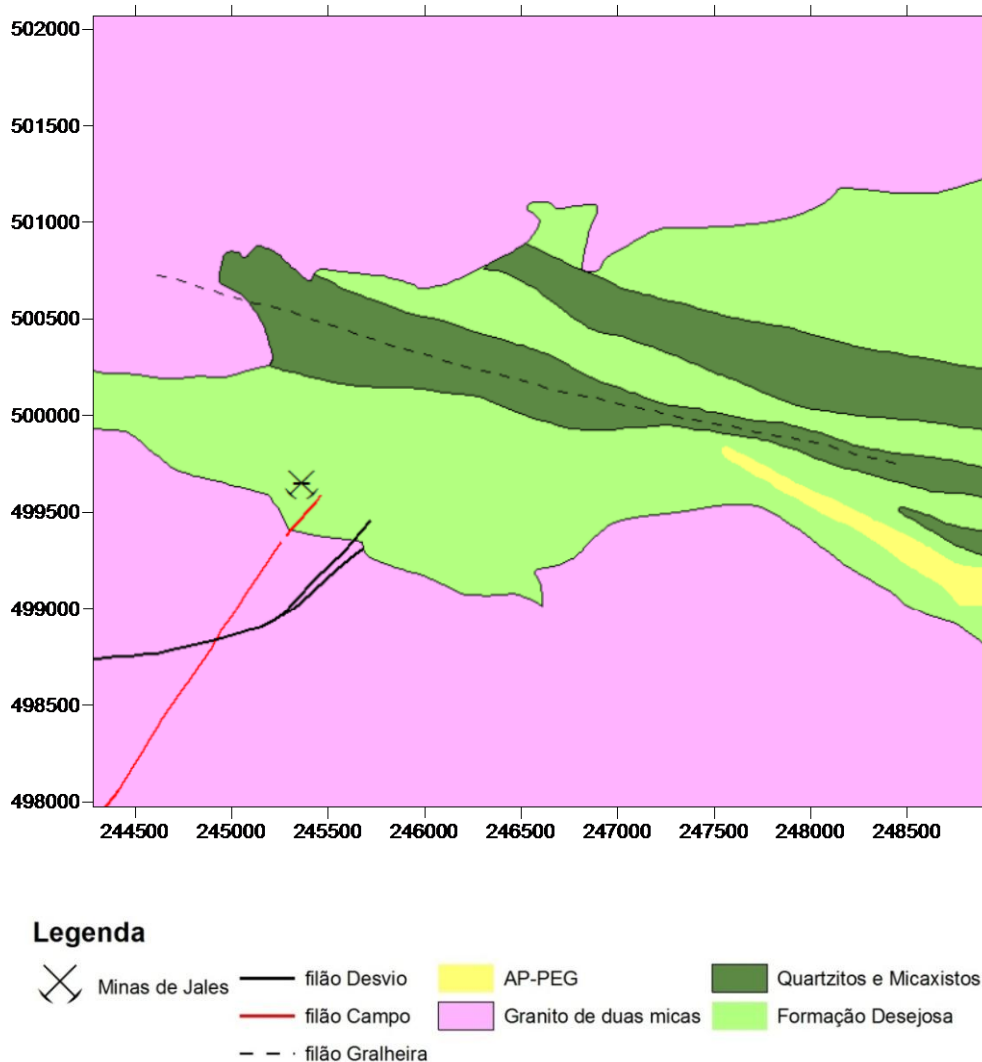 502000
501500
501000
500500
500000
499500
499000
498500
498000
244500 245000 245500 246000 246500 247000 247500 248000 248500
Legenda
Minas de Jales
filão Desvio
filão Campo
filão Gralheira
AP-PEG
Granito de duas micas
Quartzitos e Micaxistos
Formação Desejosa